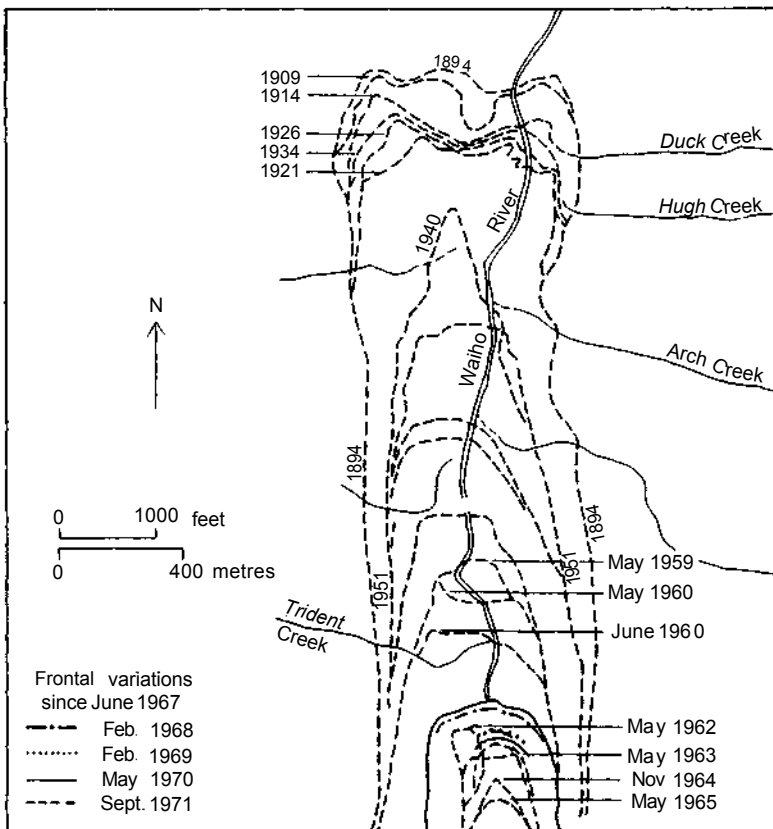 1894
1909
1914
1926
1934
1921
Duck Creek
Hugh Creek
River
1940
N
Waiho
Arch Creek
1894
0 1000 feet
0 400 metres
1894
1951
1951
May 1959
May 1960
Trident
Creek
June 1960
Frontal variations
since June 1967
Feb. 1968
Feb. 1969
May 1970
Sept. 1971
May 1962
May 1963
Nov 1964
May 1965